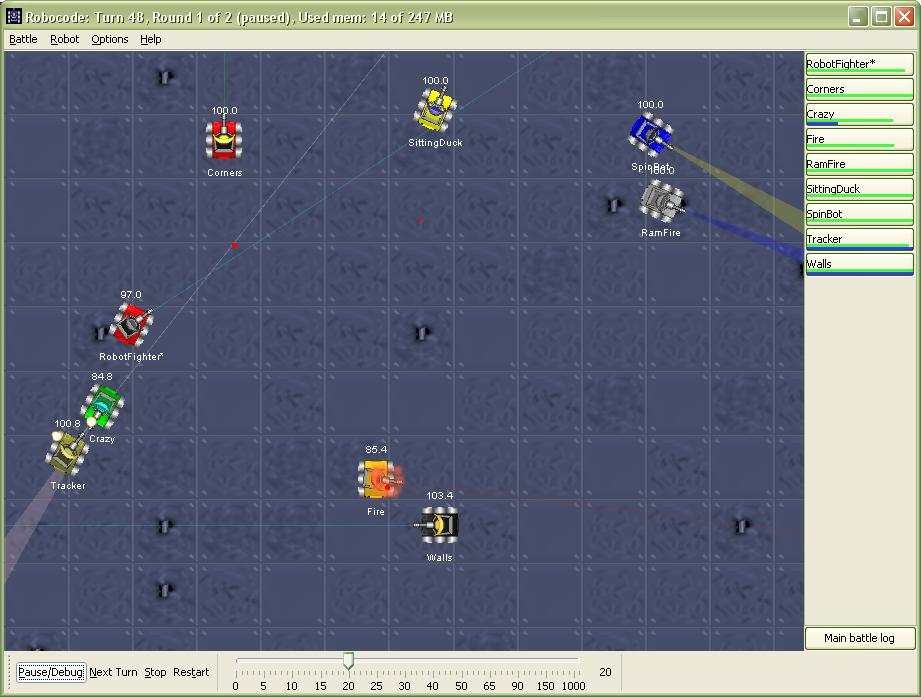 Robocode: Turn 48, Round 1 of 2 (paused), Used mem: 14 of 247 MB
Battle Robot Options Help
100.0
Corners
100.0
SittingDuck
100.0
SpinBot
100.0
RamFire
97.0
RobotFighter*
84.8
Crazy
100.8
Tracker
85.4
Fire
103.4
Walls
RobotFighter*
Corners
Crazy
Fire
RamFire
SittingDuck
SpinBot
Tracker
Walls
Main battle log
Pause/Debug Next Turn Stop Restart
0 5 10 15 20 25 30 40 50 65 90 150 1000
20